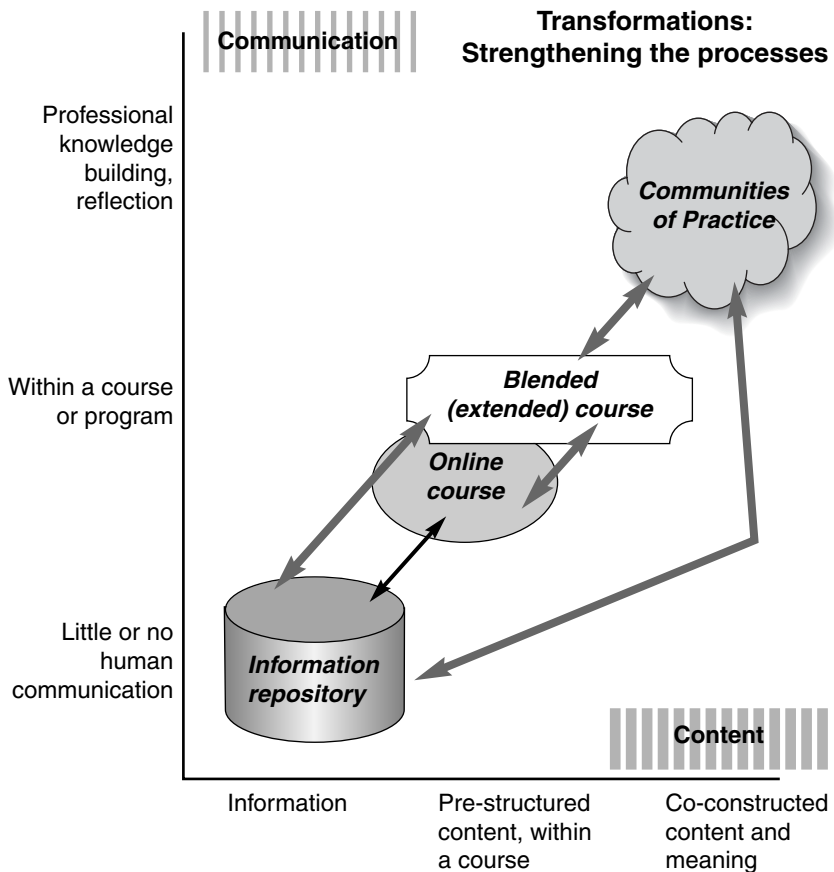 Communication
Transformations:
Strengthening the processes
Professional
knowledge
building,
reflection
Communities
of Practice
Within a course
or program
Blended
(extended) course
Online
course
Little or no
human
communication
Information
repository
Content
Information
Pre-structured
content, within
a course
Co-constructed
content and
meaning